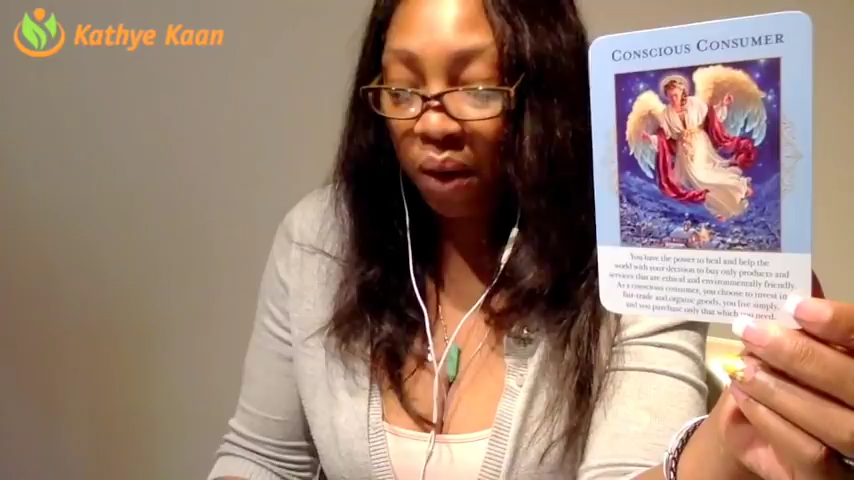 Kathye Kaan
CONSCIOUS CONSUMER
You have the power to heal and help the
world with your decision to buy only products and
services that are ethical and environmentally friendly.
As a conscious consumer, you choose to invest in
fair-trade and organic goods, you live simply,
and you purchase only that which you need.